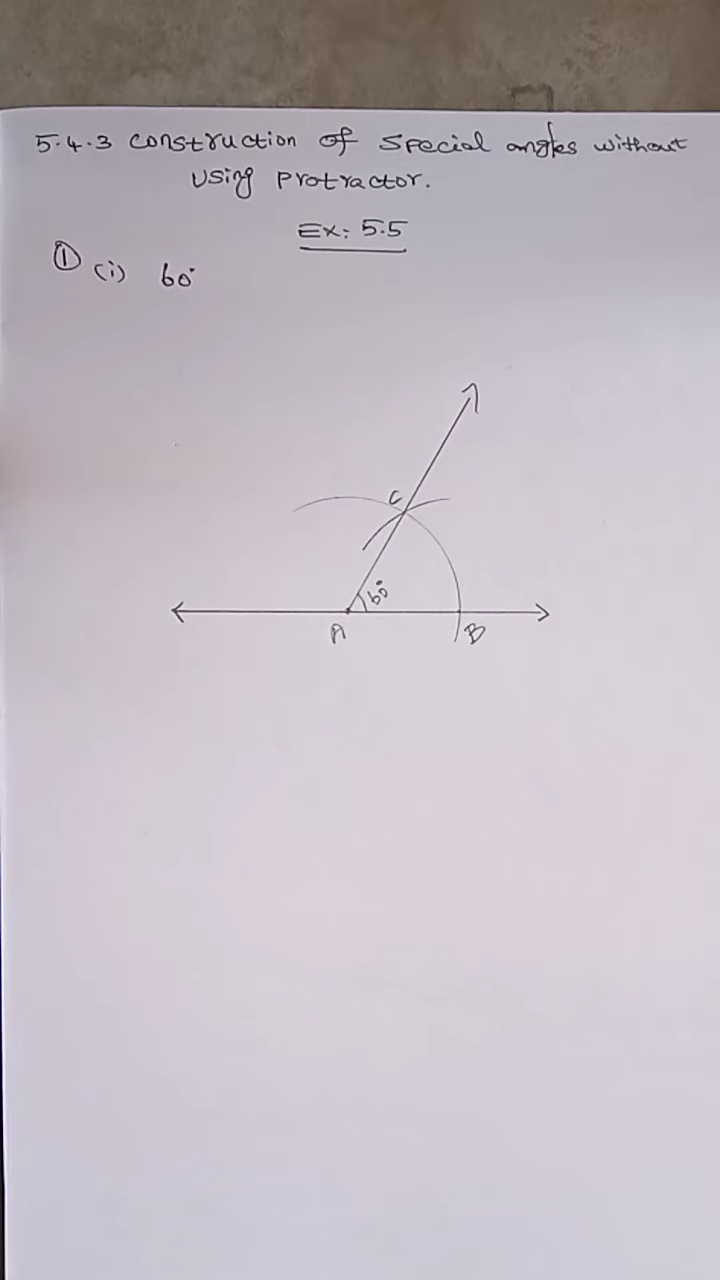 5.4.3 Construction of special angles without
using protractor.
Ex: 5.5
① (i) 60°
C
60°
A
B